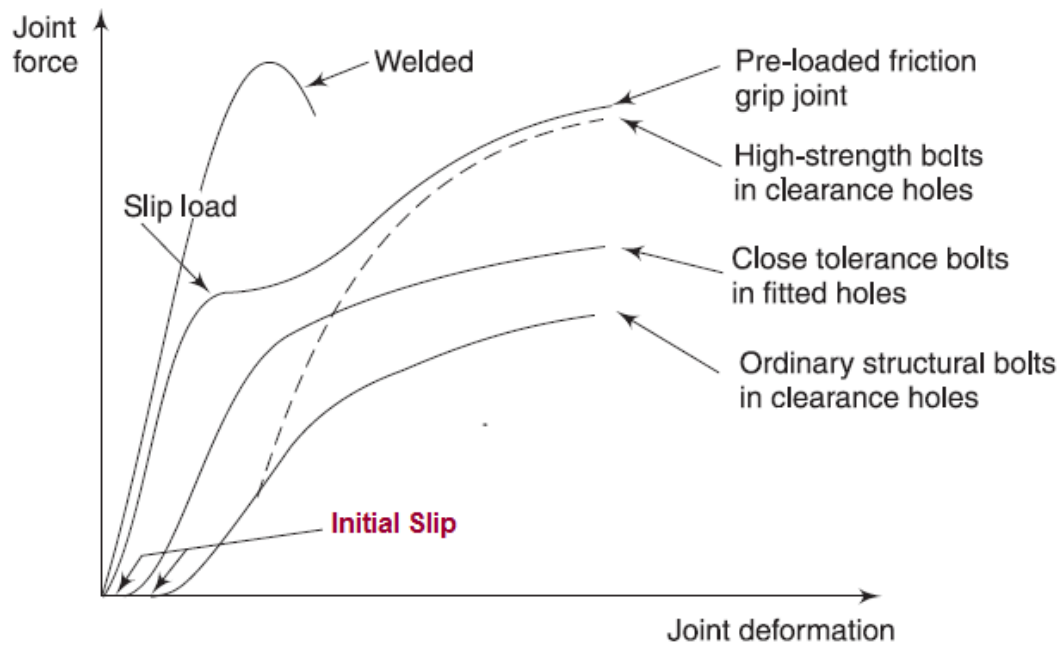 Joint
force
Welded
Pre-loaded friction
grip joint
High-strength bolts
in clearance holes
Slip load
Close tolerance bolts
in fitted holes
Ordinary structural bolts
in clearance holes
Initial Slip
Joint deformation